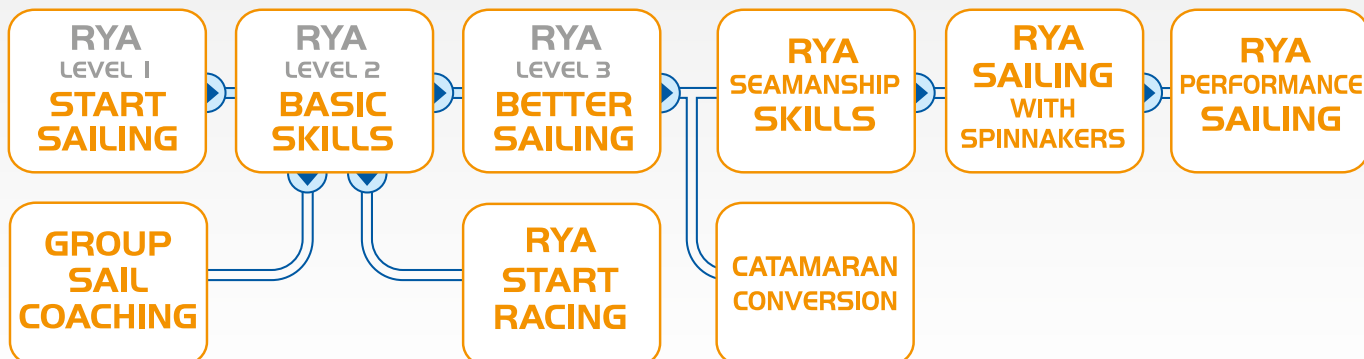 RYA
LEVEL 1
START
SAILING
RYA
LEVEL 2
BASIC
SKILLS
RYA
LEVEL 3
BETTER
SAILING
RYA
SEAMANSHIP
SKILLS
RYA
SAILING
WITH
SPINNAKERS
RYA
PERFORMANCE
SAILING
GROUP
SAIL
COACHING
RYA
START
RACING
CATAMARAN
CONVERSION